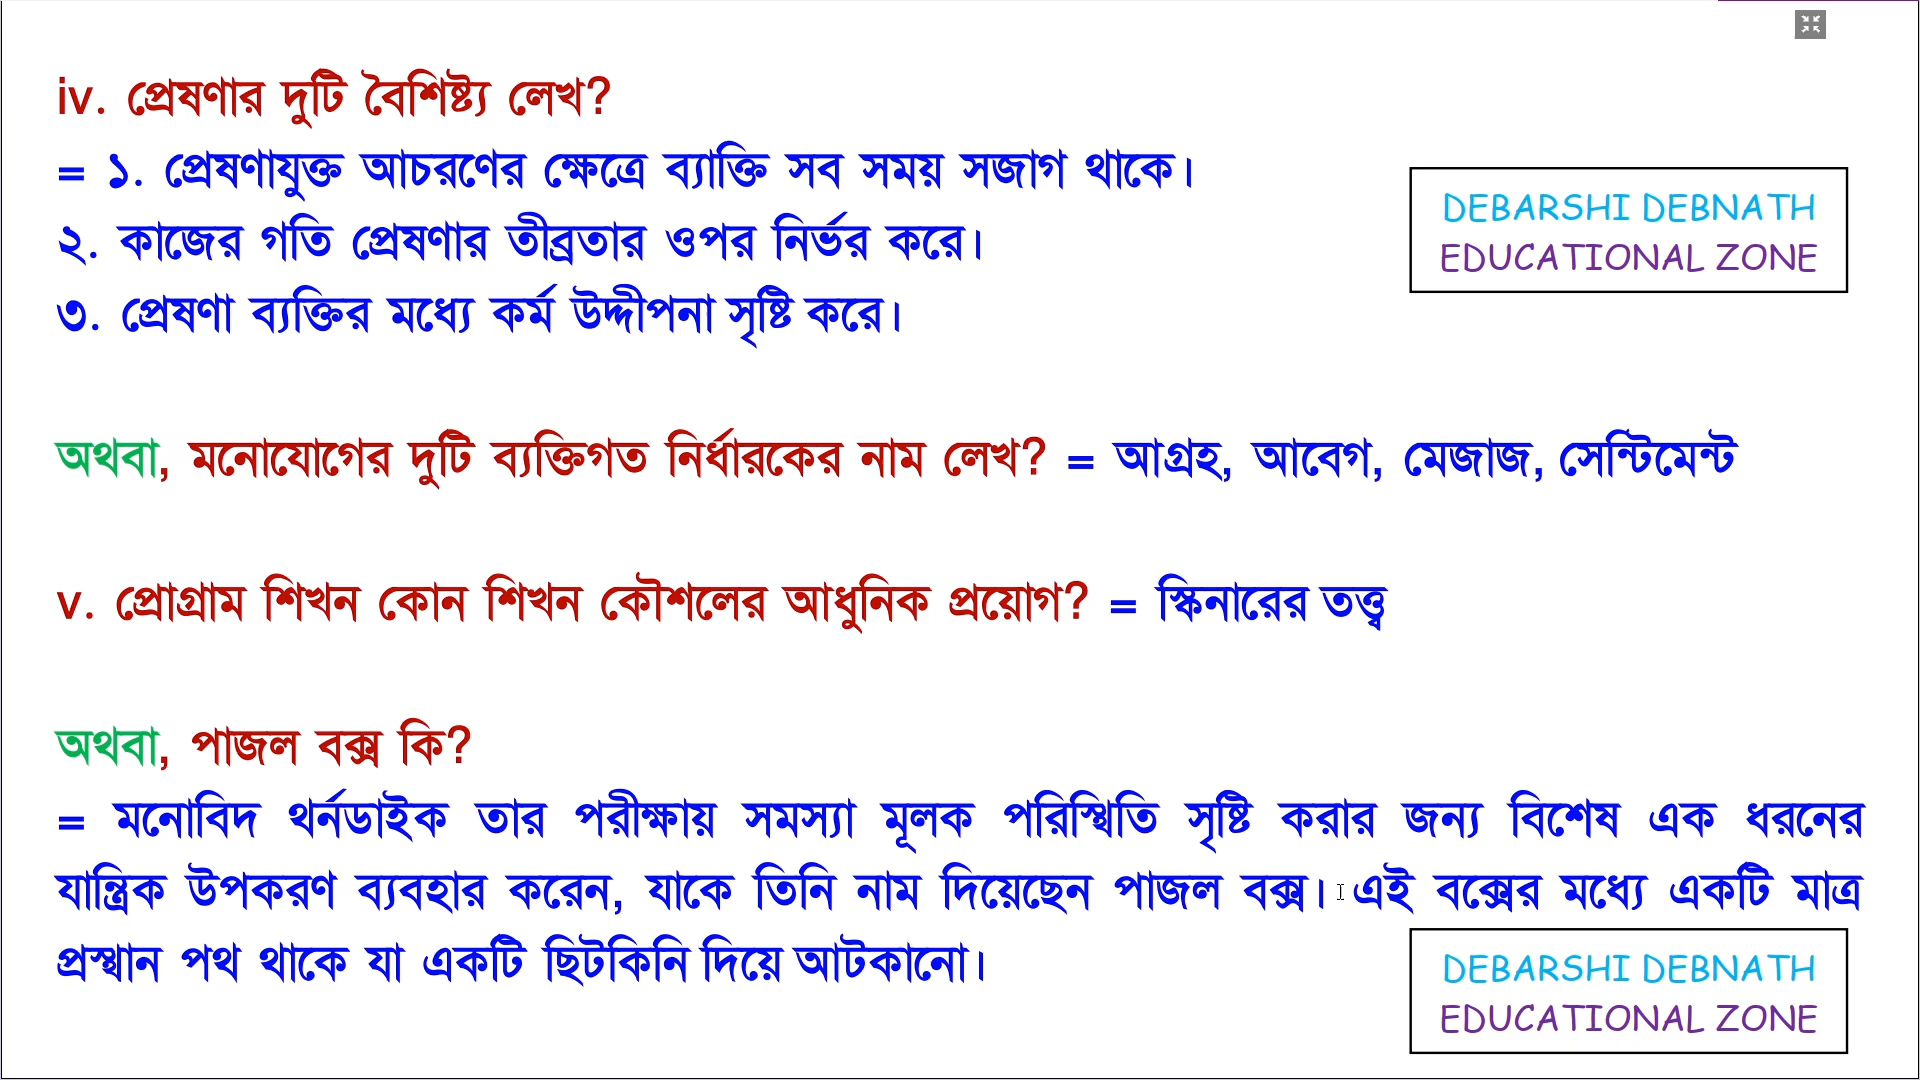 iv. প্রেষণার দুটি বৈশিষ্ট্য লেখ?
= ১. প্রেষণাযুক্ত আচরণের ক্ষেত্রে ব্যাক্তি সব সময় সজাগ থাকে।
DEBARSHI DEBNATH
EDUCATIONAL ZONE
২. কাজের গতি প্রেষণার তীব্রতার ওপর নির্ভর করে।
৩. প্রেষণা ব্যক্তির মধ্যে কর্ম উদ্দীপনা সৃষ্টি করে।
অথবা, মনোযোগের দুটি ব্যক্তিগত নির্ধারকের নাম লেখ? = আগ্রহ, আবেগ, মেজাজ, সেন্টিমেন্ট
v. প্রোগ্রাম শিখন কোন শিখন কৌশলের আধুনিক প্রয়োগ? = স্কিনারের তত্ত্ব
অথবা, পাজল বক্স কি?
= মনোবিদ থর্নডাইক তার পরীক্ষায় সমস্যা মূলক পরিস্থিতি সৃষ্টি করার জন্য বিশেষ এক ধরনের
যান্ত্রিক উপকরণ ব্যবহার করেন, যাকে তিনি নাম দিয়েছেন পাজল বক্স। এই বক্সের মধ্যে একটি মাত্র
প্রস্থান পথ থাকে যা একটি ছিটকিনি দিয়ে আটকানো।
DEBARSHI DEBNATH
EDUCATIONAL ZONE